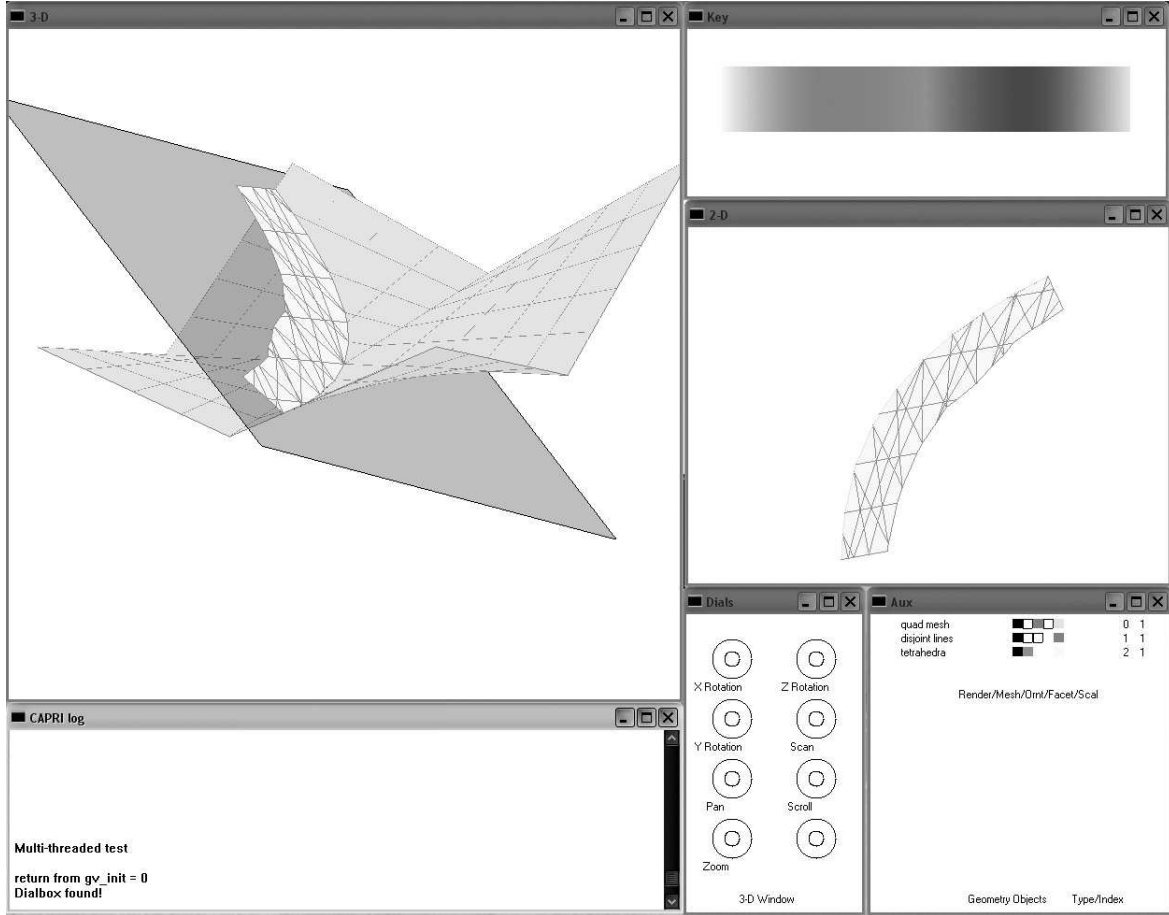 3-D
Key
2-D
Dials
X Rotation Z Rotation
Y Rotation Scan
Pan Scroll
Zoom
3-D Window
Aux
quad mesh 0 1
disjoint lines 1 1
tetrahedra 2 1
Render/Mesh/Ornt/Facet/Scal
Geometry Objects Type/Index
CAPRI log
Multi-threaded test
return from gv_init = 0
Dialbox found!